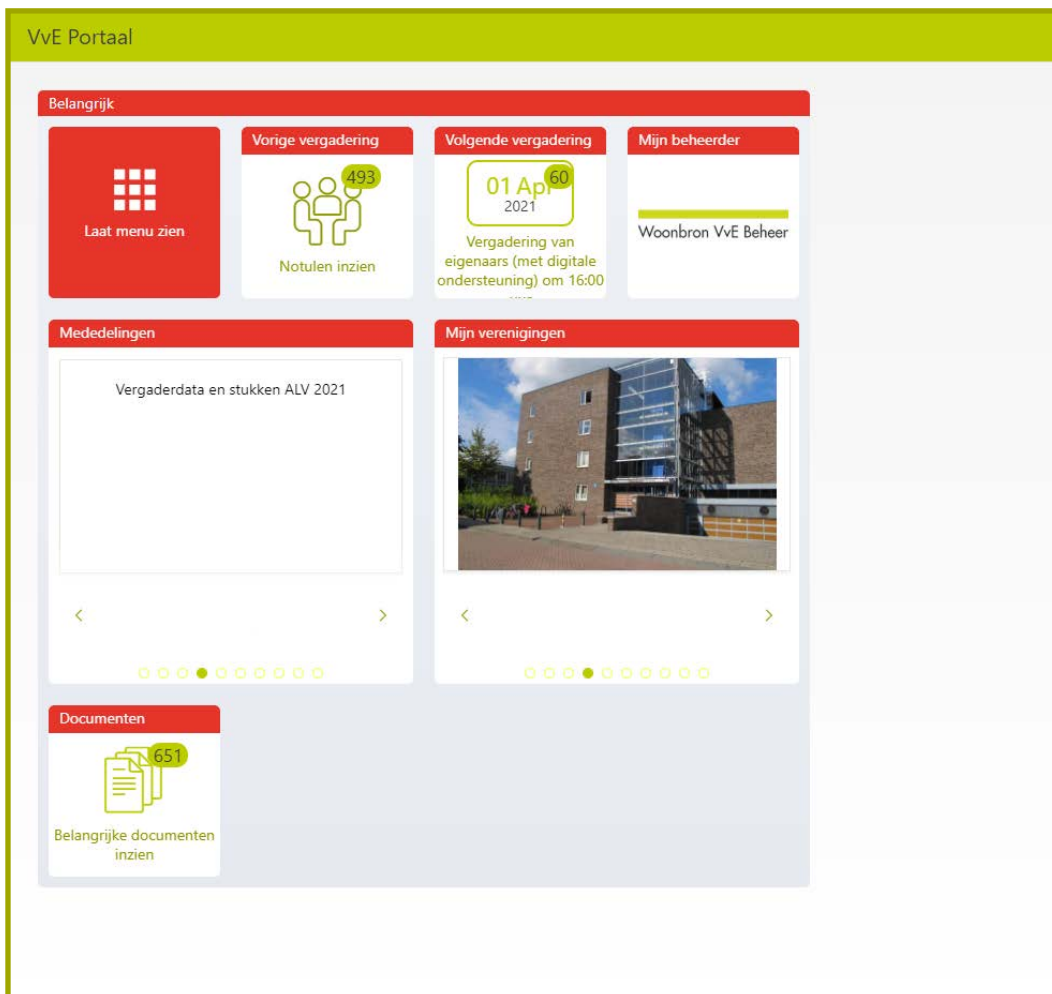 VvE Portaal
Belangrijk
Laat menu zien
Vorige vergadering
493
Notulen inzien
Volgende vergadering
01 Apr
60
2021
Vergadering van
eigenaars (met digitale
ondersteuning) om 16:00
Mijn beheerder
Woonbron VvE Beheer
Mededelingen
Vergaderdata en stukken ALV 2021
Mijn verenigingen
Documenten
651
Belangrijke documenten
inzien